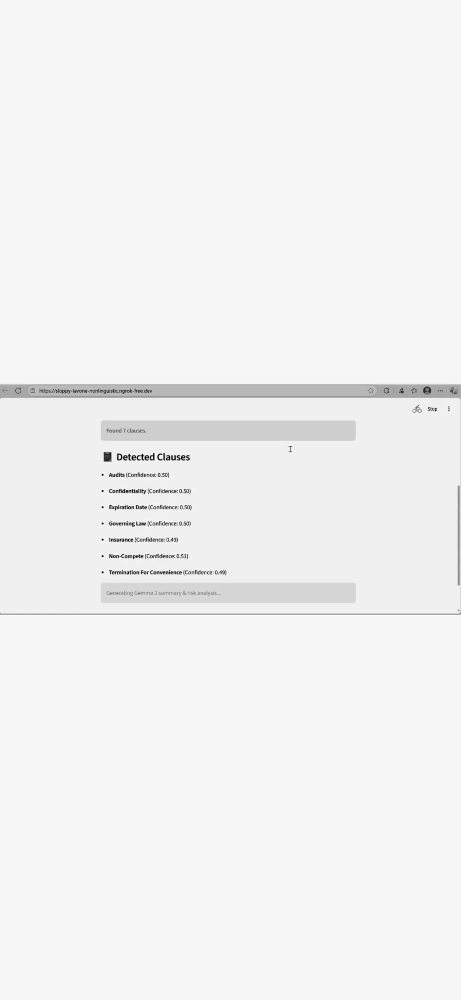 https://sloppy-lavone-nonlinguistic.ngrok-free.dev
Stop
Found 7 clauses.
Detected Clauses
• Audits (Confidence: 0.50)
• Confidentiality (Confidence: 0.50)
• Expiration Date (Confidence: 0.50)
• Governing Law (Confidence: 0.50)
• Insurance (Confidence: 0.49)
• Non-Compete (Confidence: 0.51)
• Termination For Convenience (Confidence: 0.49)
Generating Gemma 2 summary & risk analysis...